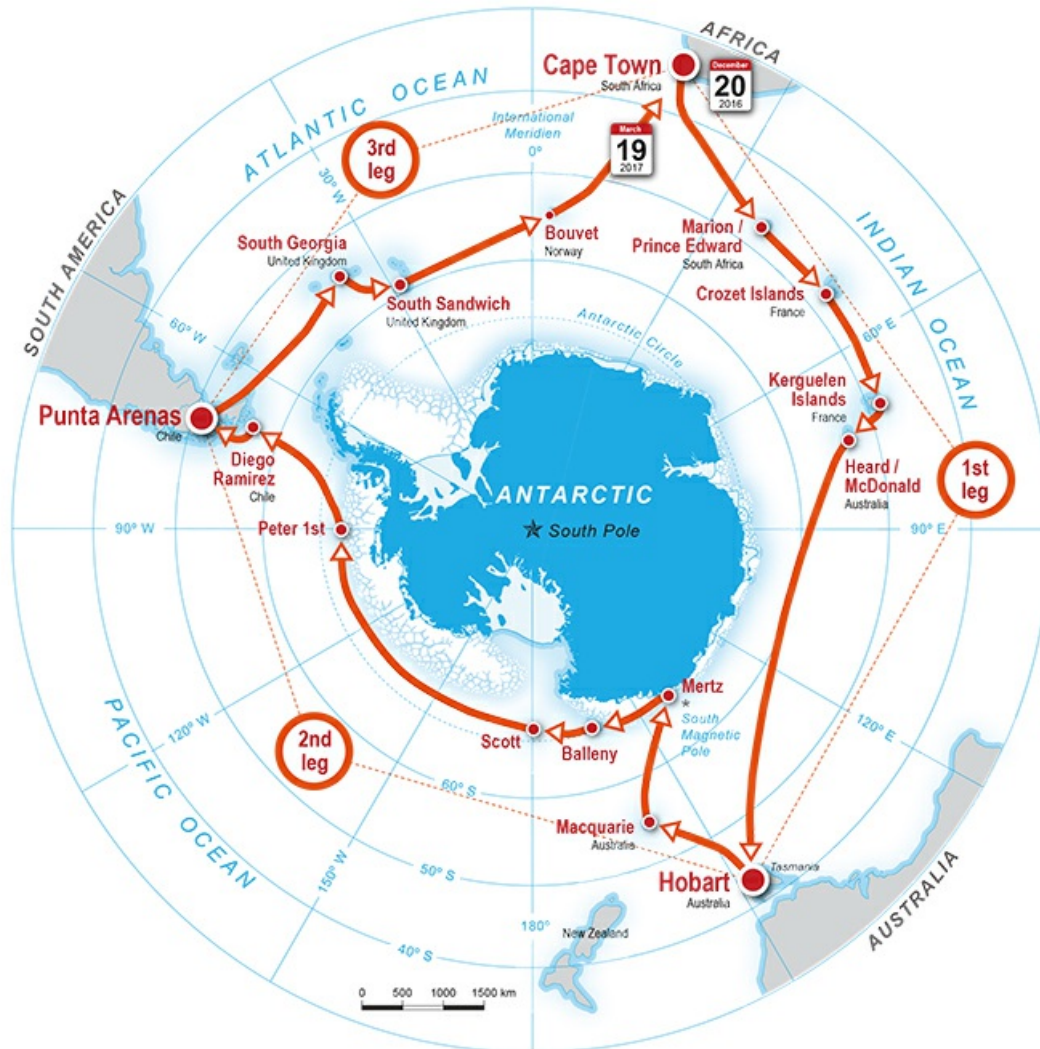 AFRICA
Cape Town
South Africa
December
20
2016
ATLANTIC OCEAN
International
Meridien
0°
March
19
2017
3rd
leg
30° W
SOUTH AMERICA
South Georgia
United Kingdom
Bouvet
Norway
Marion /
Prince Edward
South Africa
INDIAN OCEAN
South Sandwich
United Kingdom
Crozet Islands
France
60° W
Antarctic Circle
60° E
Kerguelen
Islands
France
Punta Arenas
Chile
Diego
Ramirez
Chile
Heard /
McDonald
Australia
1st
leg
ANTARCTIC
South Pole
90° W
Peter 1st
90° E
Mertz
South
Magnetic
Pole
Scott
Balleny
120° W
120° E
2nd
leg
PACIFIC OCEAN
60° S
Macquarie
Australia
50° S
150° W
Hobart
Australia
Tasmania
AUSTRALIA
180°
New Zealand
40° S
0 500 1000 1500 km